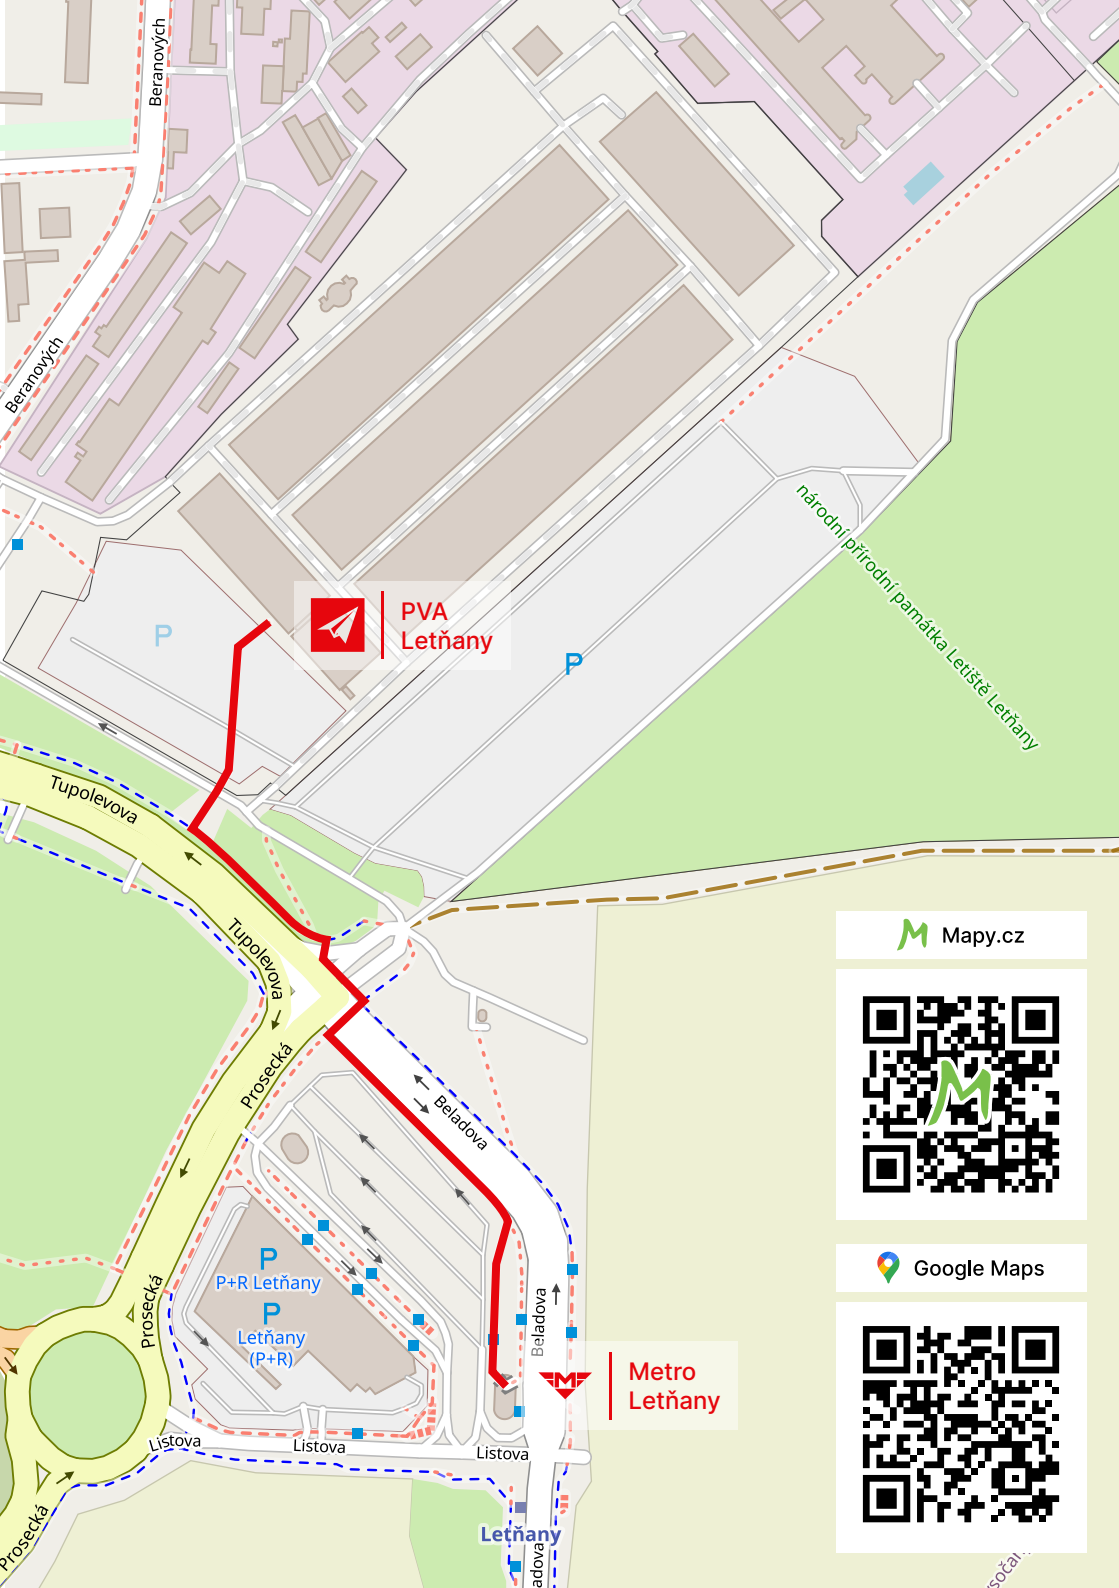 Beranových
Beranových
národní přírodní památka Letiště Letňany
P
PVA
Letňany
P
Tupolevova
Tupolevova
Mapy.cz
Prosecká
Beladova
P
P+R Letňany
P
Letňany
(P+R)
Prosecká
Beladova
Google Maps
Metro
Letňany
Listova
Listova
Listova
Prosecká
Letňany